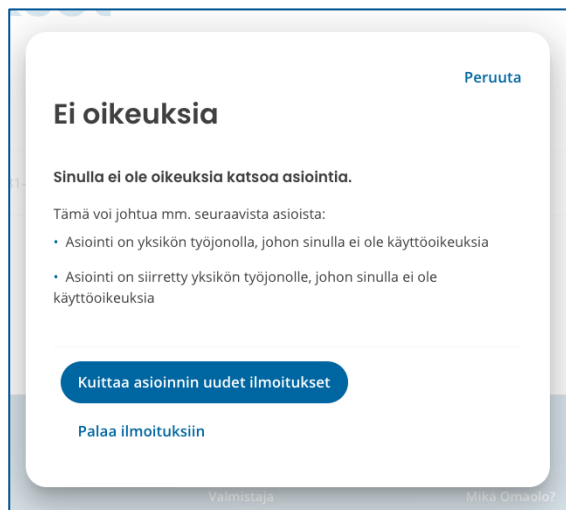 Peruuta
Ei oikeuksia
Sinulla ei ole oikeuksia katsoa asiointia.
Tämä voi johtua mm. seuraavista asioista:
• Asiointi on yksikön työjonolla, johon sinulla ei ole käyttöoikeuksia
• Asiointi on siirretty yksikön työjonolle, johon sinulla ei ole
käyttöoikeuksia
Kuittaa asioinnin uudet ilmoitukset
Palaa ilmoituksiin
Valmistaja
Mikä Omaolo?